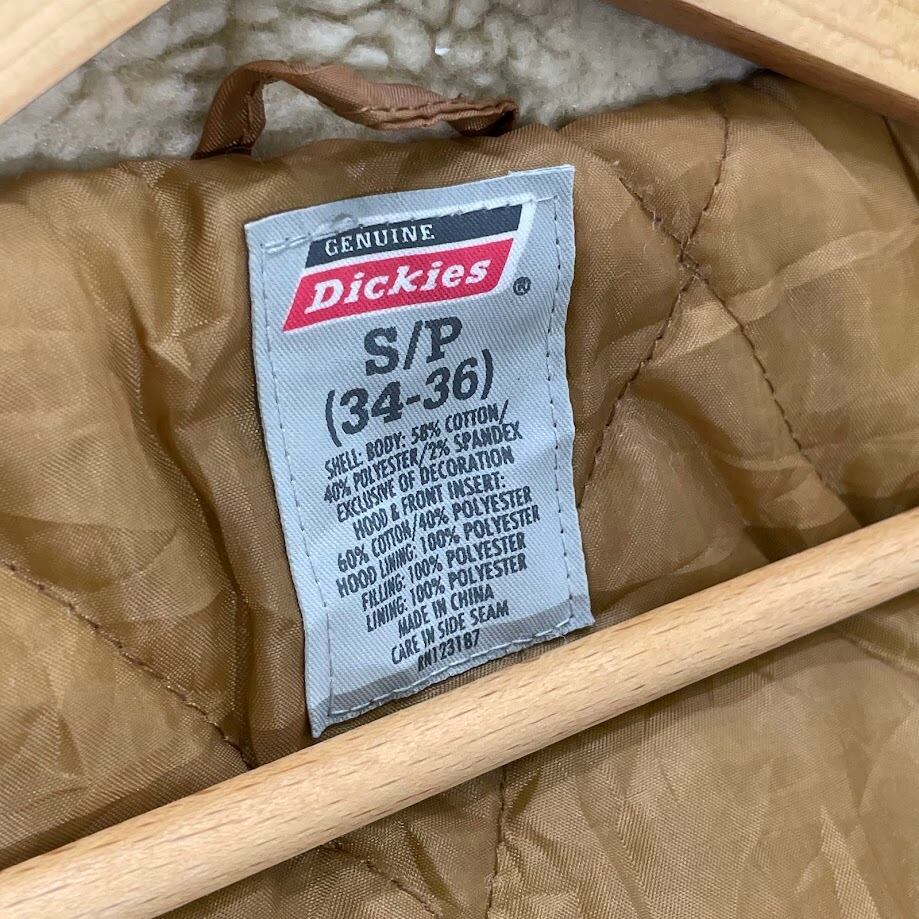 GENUINE
Dickies ®
S/P
(34-36)
SHELL: BODY: 58% COTTON/
40% POLYESTER/2% SPANDEX
EXCLUSIVE OF DECORATION
HOOD & FRONT INSERT:
60% COTTON/40% POLYESTER
HOOD LINING: 100% POLYESTER
FILLING: 100% POLYESTER
LINING: 100% POLYESTER
MADE IN CHINA
CARE IN SIDE SEAM
RN123187